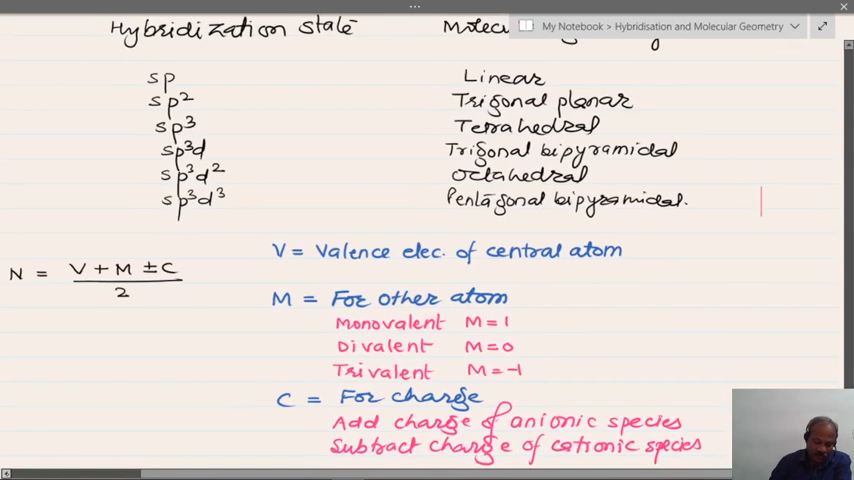 My Notebook > Hybridisation and Molecular Geometry
Hybridization state
sp Linear
sp² Trigonal planar
sp³ Tetrahedral
sp³d Trigonal bipyramidal
sp³d² Octahedral
sp³d³ Pentagonal bipyramidal.
V = Valence elec. of central atom
N = V + M ± C / 2
M = For other atom
Monovalent M = 1
Divalent M = 0
Trivalent M = -1
C = For charge
Add charge of anionic species
Subtract charge of cationic species